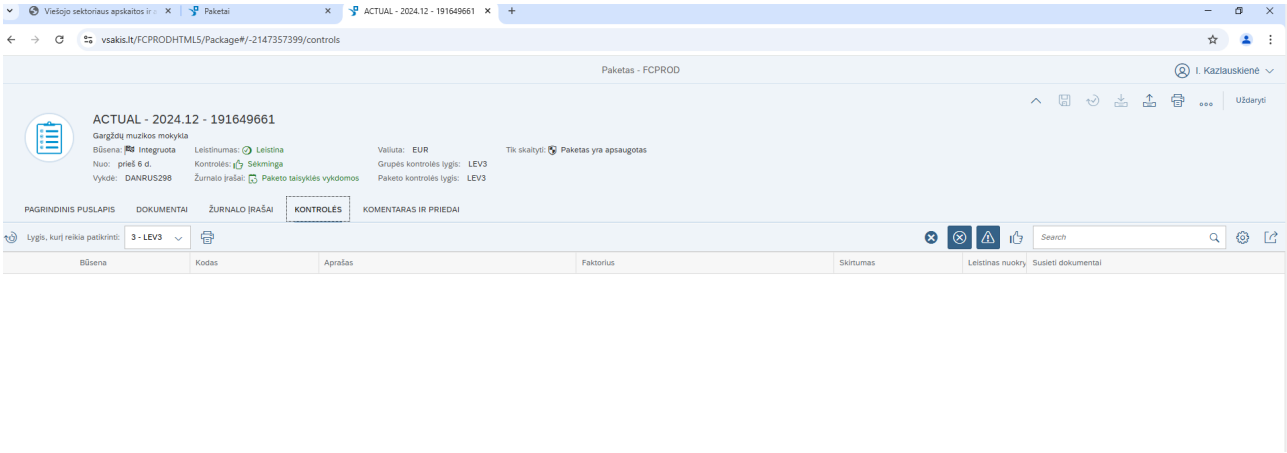 Viešojo sektoriaus apskaitos ir
Paketai
ACTUAL - 2024.12 - 191649661
vsakis.lt/FCPRODHTML5/Package#/-2147357399/controls
Paketas - FCPROD
I. Kazlauskienė
Uždaryti
ACTUAL - 2024.12 - 191649661
Gargždų muzikos mokykla
Būsena: Integruota Leistinumas: Leistina Valiuta: EUR Tik skaityti: Paketas yra apsaugotas
Nuo: prieš 6 d. Kontrolės: Sėkminga Grupės kontrolės lygis: LEV3
Vykdė: DANRUS298 Žurnalo įrašai: Paketo taisyklės vykdomos Paketo kontrolės lygis: LEV3
PAGRINDINIS PUSLAPIS DOKUMENTAI ŽURNALO ĮRAŠAI KONTROLĖS KOMENTARAS IR PRIEDAI
Lygis, kurį reikia patikrinti: 3 - LEV3 Search
Būsena Kodas Aprašas Faktorius Skirtumas Leistinas nuokry Susieti dokumentai